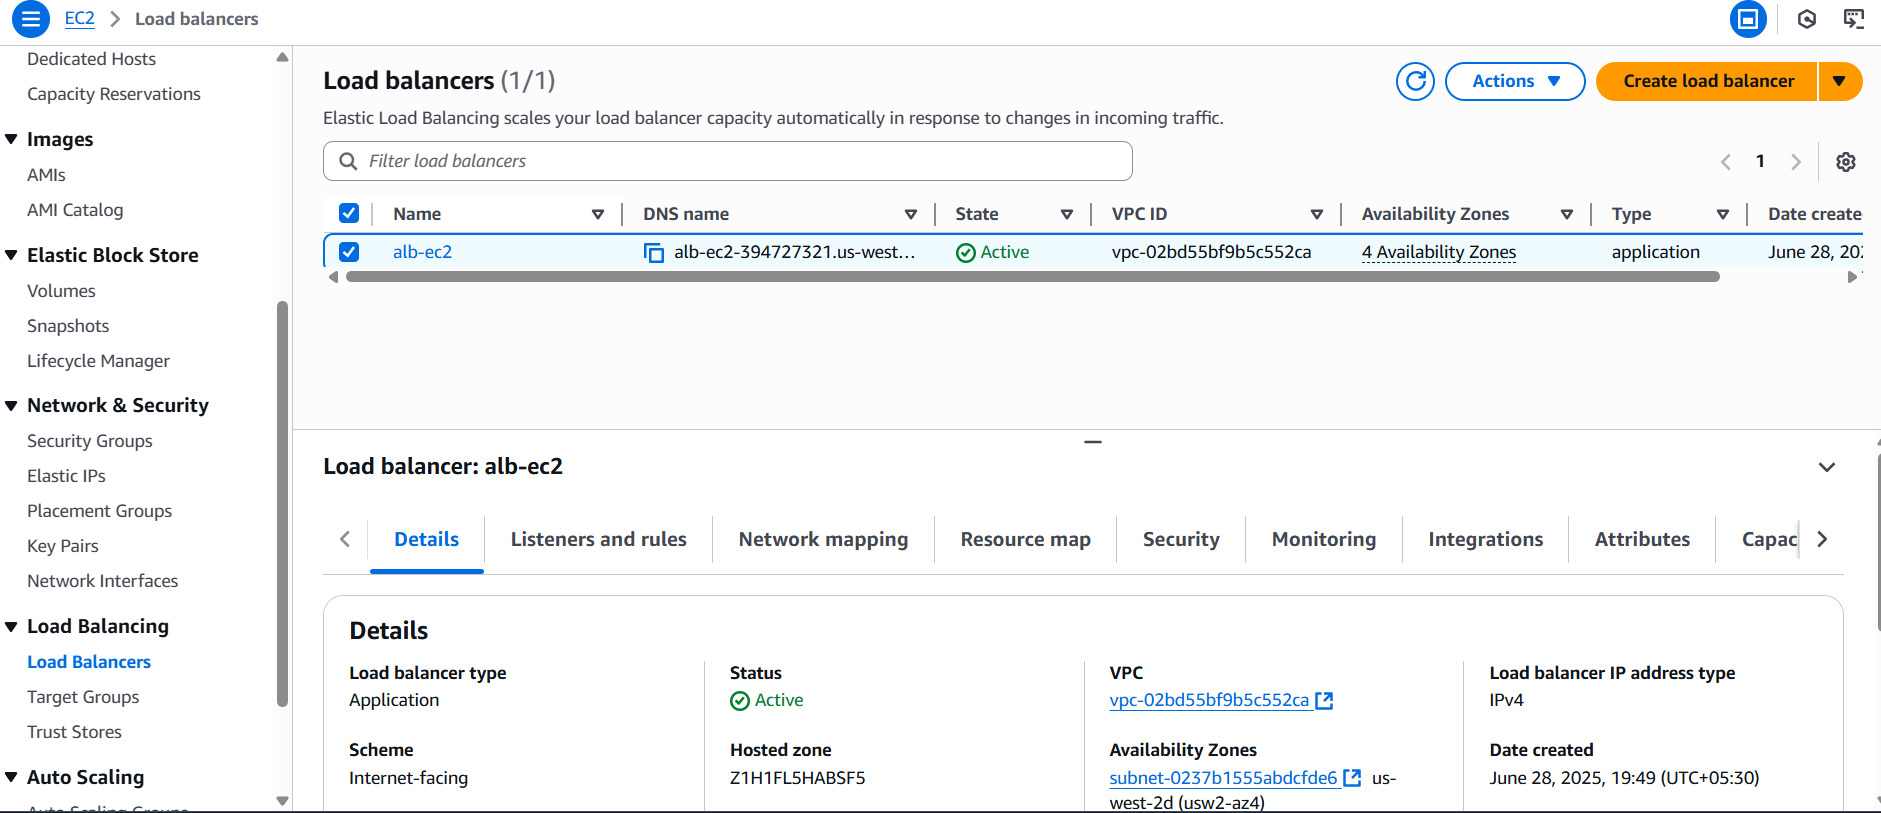 EC2 > Load balancers
Dedicated Hosts
Capacity Reservations
Images
AMIs
AMI Catalog
Elastic Block Store
Volumes
Snapshots
Lifecycle Manager
Network & Security
Security Groups
Elastic IPs
Placement Groups
Key Pairs
Network Interfaces
Load Balancing
Load Balancers
Target Groups
Trust Stores
Auto Scaling
Auto Scaling Groups
Load balancers (1/1)
Actions
Create load balancer
Elastic Load Balancing scales your load balancer capacity automatically in response to changes in incoming traffic.
Filter load balancers
1
Name DNS name State VPC ID Availability Zones Type Date create
alb-ec2 alb-ec2-394727321.us-west... Active vpc-02bd55bf9b5c552ca 4 Availability Zones application June 28, 202
Load balancer: alb-ec2
Details Listeners and rules Network mapping Resource map Security Monitoring Integrations Attributes Capac
Details
Load balancer type
Application
Status
Active
VPC
vpc-02bd55bf9b5c552ca
Load balancer IP address type
IPv4
Scheme
Internet-facing
Hosted zone
Z1H1FL5HABSF5
Availability Zones
subnet-0237b1555abdcfde6 us-
west-2d (usw2-az4)
Date created
June 28, 2025, 19:49 (UTC+05:30)